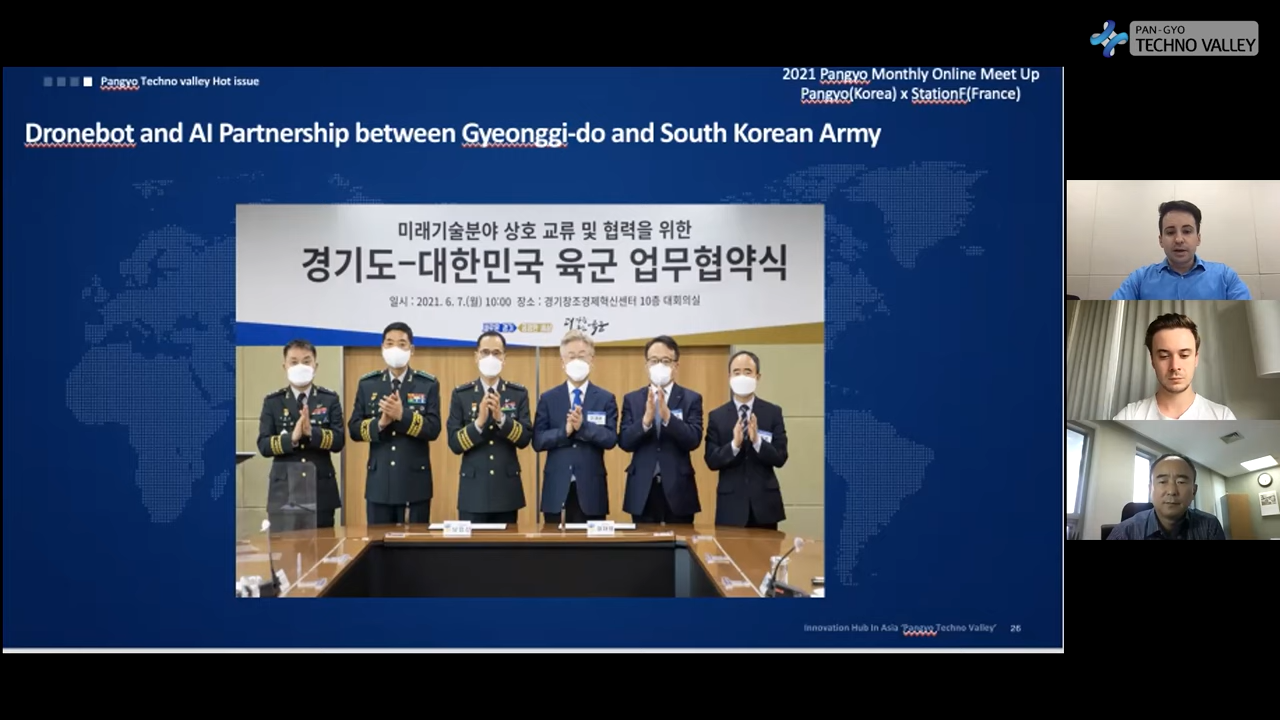 PAN-GYO
TECHNO VALLEY
Pangyo Techno valley Hot issue
2021 Pangyo Monthly Online Meet Up
Pangyo(Korea) x StationF(France)
Dronebot and AI Partnership between Gyeonggi-do and South Korean Army
미래기술분야 상호 교류 및 협력을 위한
경기도-대한민국 육군 업무협약식
일시 : 2021. 6. 7.(월) 10:00 장소 : 경기창조경제혁신센터 10층 대회의실
Innovation Hub In Asia 'Pangyo Techno Valley' 26